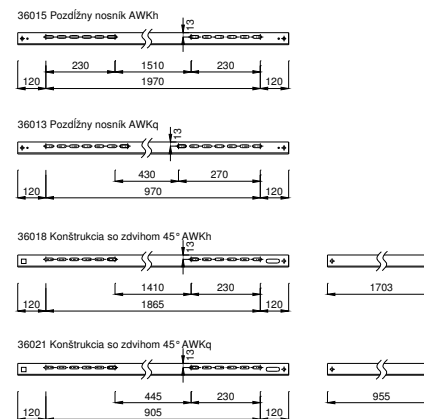 36015 Pozdĺžny nosník AWKh
13
230 1510 230
120 1970 120
36013 Pozdĺžny nosník AWKq
13
430 270
120 970 120
36018 Konštrukcia so zdvihom 45° AWKh
13
1410 230 1703
120 1865 120
36021 Konštrukcia so zdvihom 45° AWKq
13
445 230 955
120 905 120